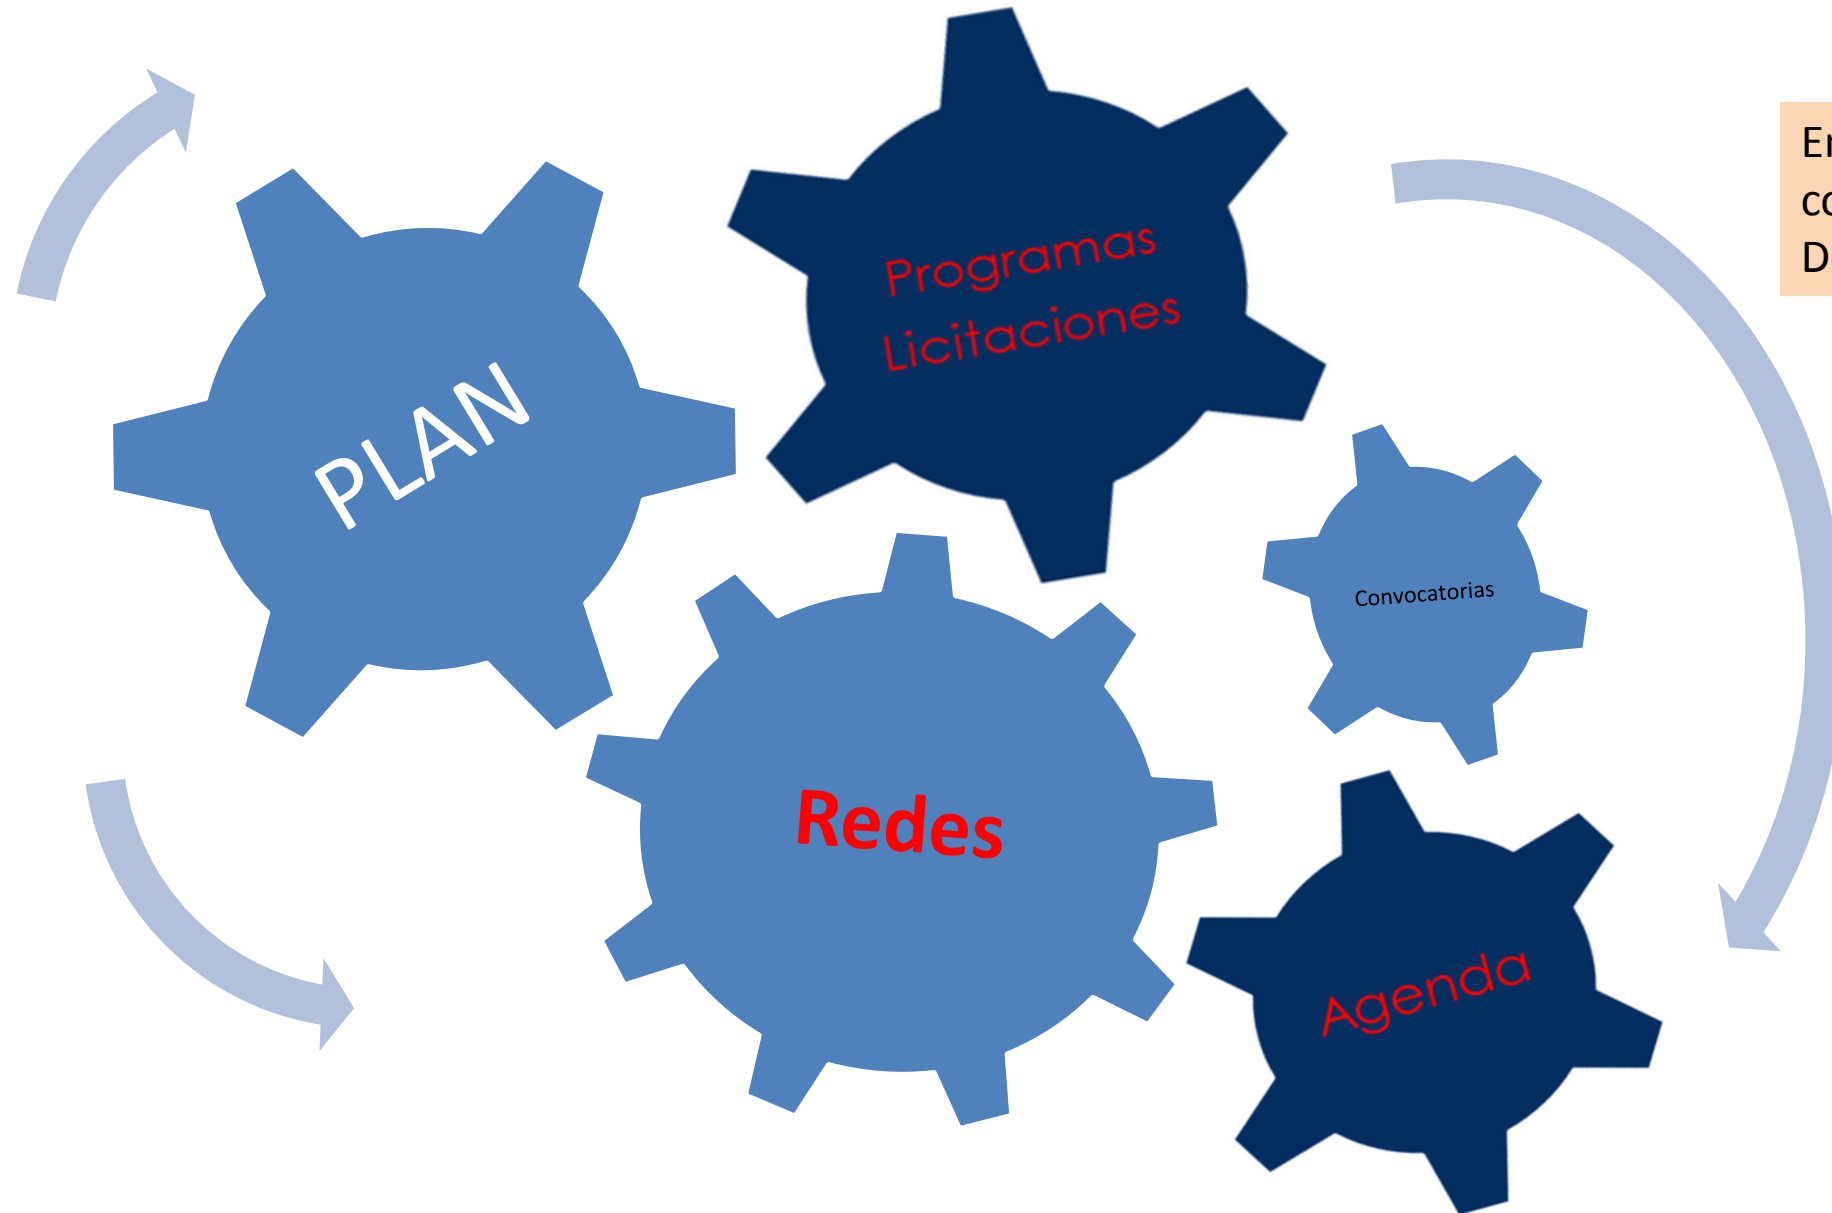 PLAN
Programas
Licitaciones
Convocatorias
Redes
Agenda